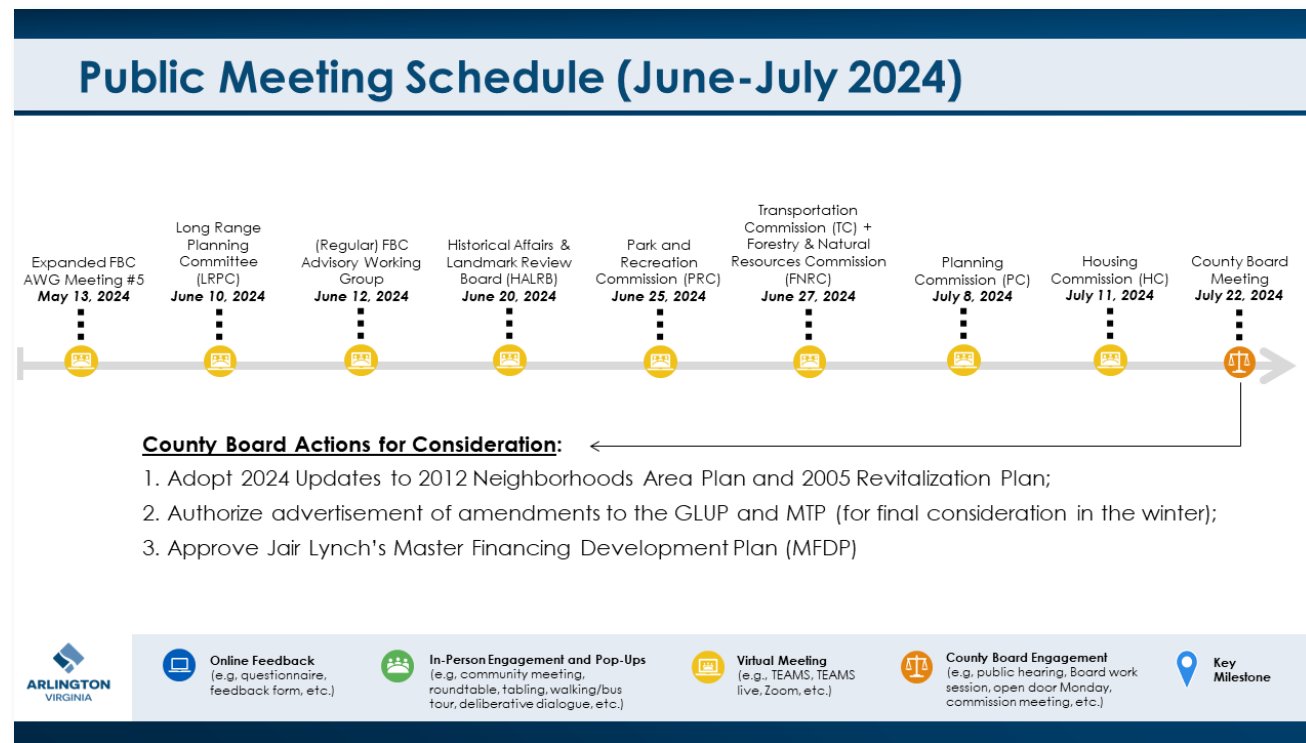 Public Meeting Schedule (June-July 2024)
Expanded FBC
AWG Meeting #5
May 13, 2024
Long Range
Planning
Committee
(LRPC)
June 10, 2024
(Regular) FBC
Advisory Working
Group
June 12, 2024
Historical Affairs &
Landmark Review
Board (HALRB)
June 20, 2024
Park and
Recreation
Commission (PRC)
June 25, 2024
Transportation
Commission (TC) +
Forestry & Natural
Resources Commission
(FNRC)
June 27, 2024
Planning
Commission (PC)
July 8, 2024
Housing
Commission (HC)
July 11, 2024
County Board
Meeting
July 22, 2024
County Board Actions for Consideration:
1. Adopt 2024 Updates to 2012 Neighborhoods Area Plan and 2005 Revitalization Plan;
2. Authorize advertisement of amendments to the GLUP and MTP (for final consideration in the winter);
3. Approve Jair Lynch's Master Financing Development Plan (MFDP)
ARLINGTON
VIRGINIA
Online Feedback
(e.g, questionnaire,
feedback form, etc.)
In-Person Engagement and Pop-Ups
(e.g, community meeting,
roundtable, tabling, walking/bus
tour, deliberative dialogue, etc.)
Virtual Meeting
(e.g., TEAMS, TEAMS
live, Zoom, etc.)
County Board Engagement
(e.g, public hearing, Board work
session, open door Monday,
commission meeting, etc.)
Key
Milestone